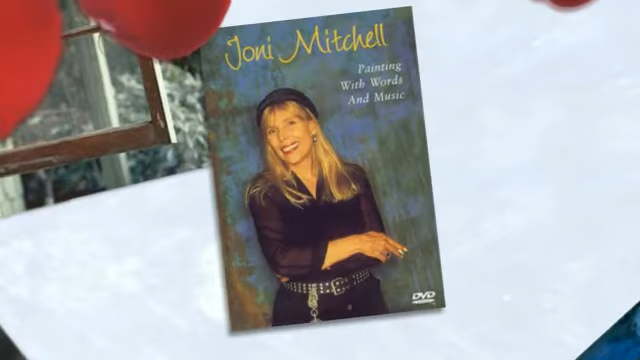 Joni Mitchell
Painting
With Words
And Music
DVD